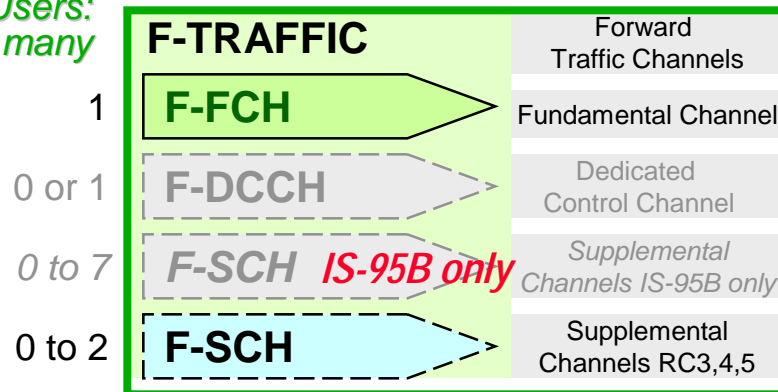 Users:
many
F-TRAFFIC
Forward
Traffic Channels
1
F-FCH
Fundamental Channel
0 or 1
F-DCCH
Dedicated
Control Channel
0 to 7
F-SCH IS-95B only
Supplemental
Channels IS-95B only
0 to 2
F-SCH
Supplemental
Channels RC3,4,5